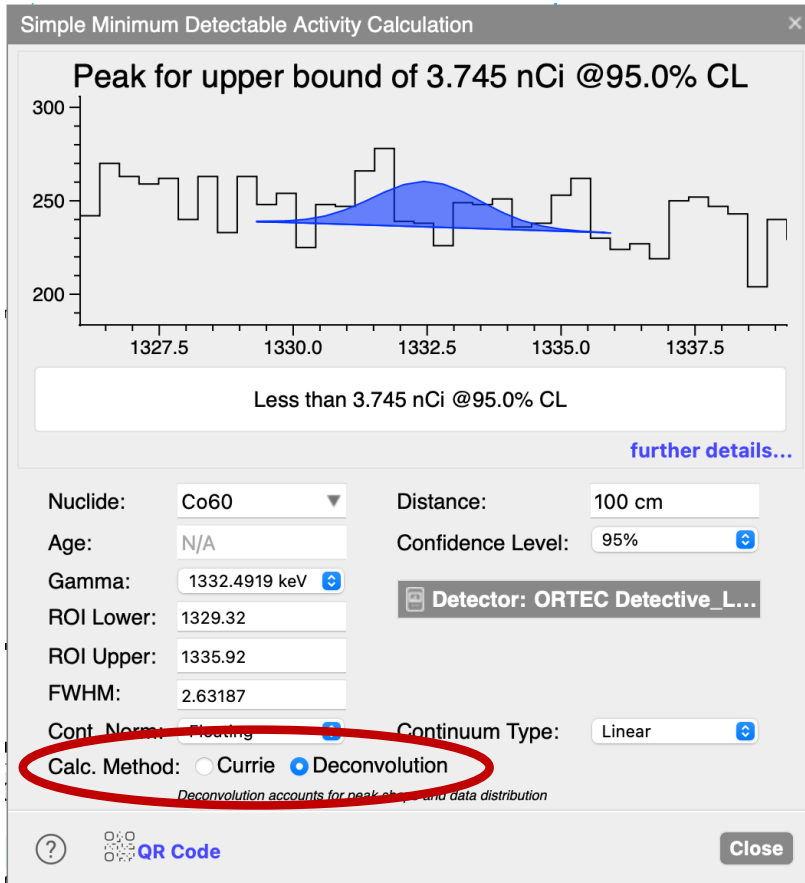 Simple Minimum Detectable Activity Calculation ×
Peak for upper bound of 3.745 nCi @95.0% CL
300
250
200
1327.5 1330.0 1332.5 1335.0 1337.5
Less than 3.745 nCi @95.0% CL
further details...
Nuclide: Co60 Distance: 100 cm
Age: N/A Confidence Level: 95%
Gamma: 1332.4919 keV Detector: ORTEC Detective_L...
ROI Lower: 1329.32
ROI Upper: 1335.92
FWHM: 2.63187
Cont. Norm: Floating Continuum Type: Linear
Calc. Method: Currie Deconvolution
Deconvolution accounts for peak shape and data distribution
? QR Code Close